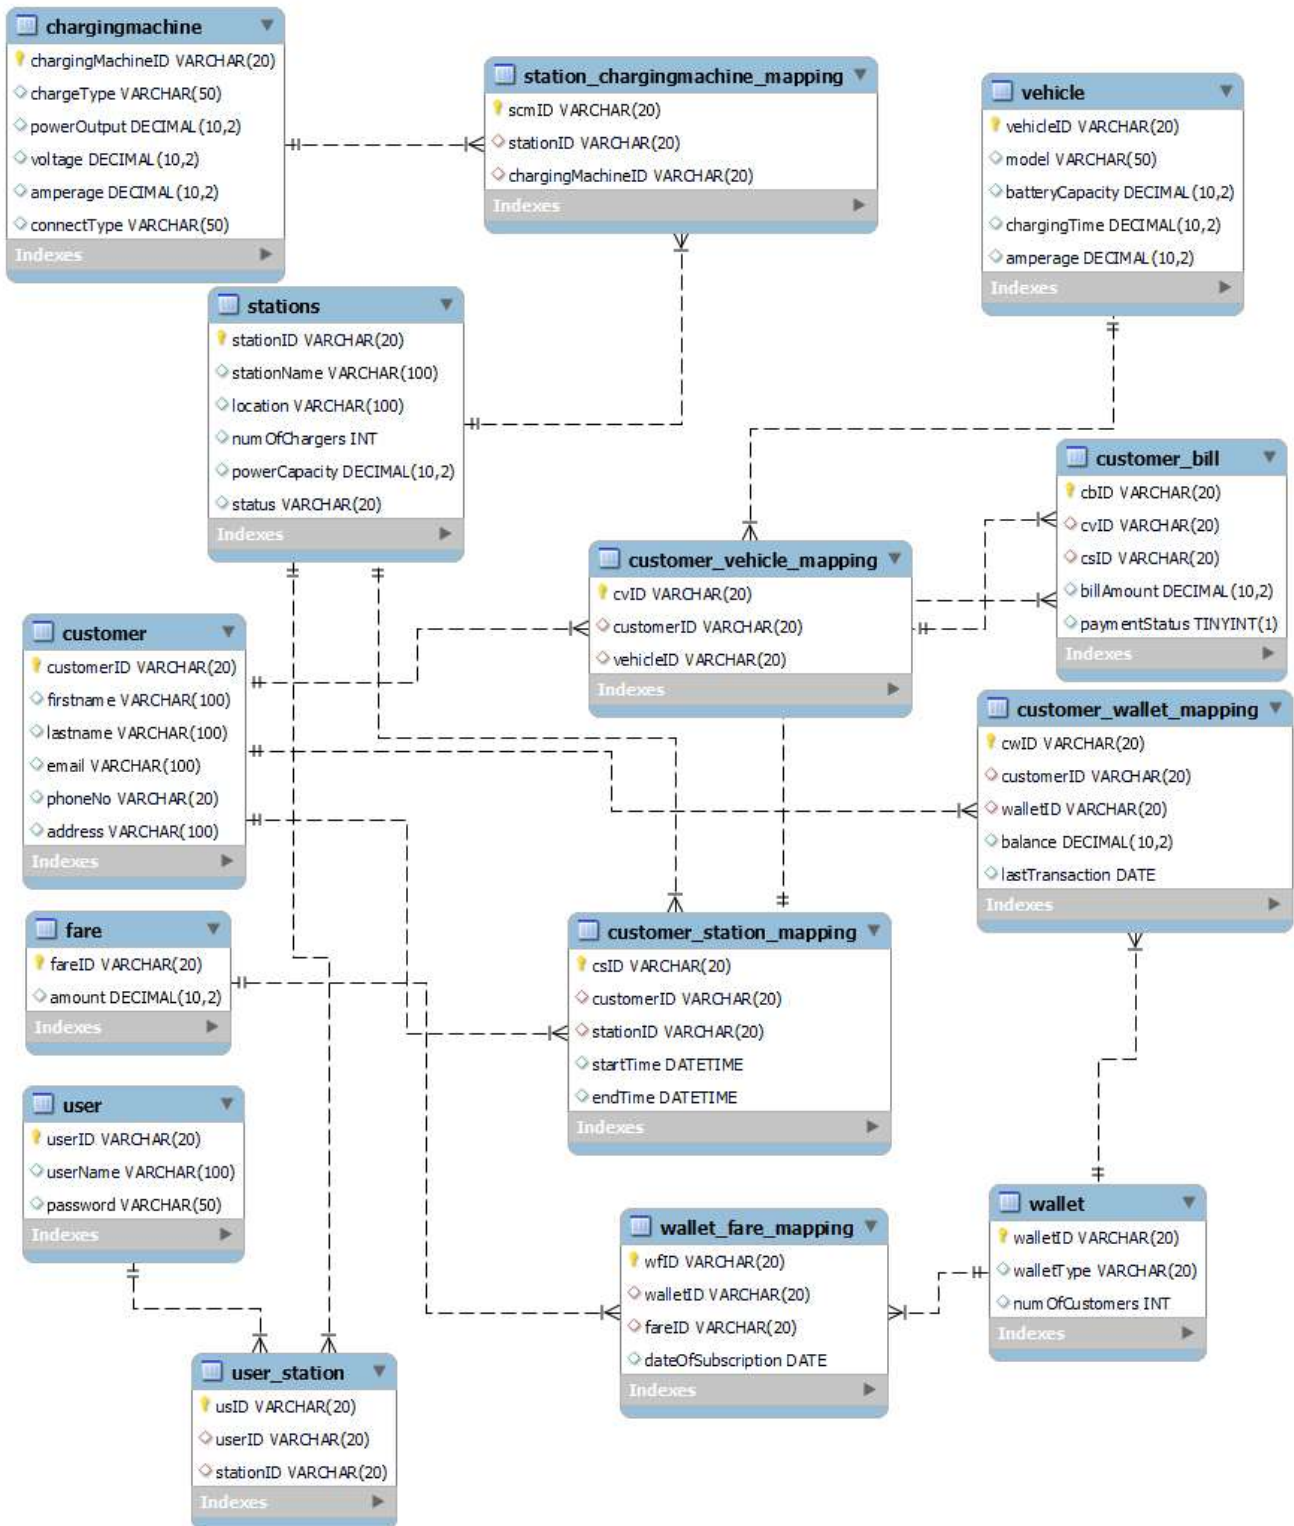 chargingmachine
chargingMachineID VARCHAR(20)
chargeType VARCHAR(50)
powerOutput DECIMAL(10,2)
voltage DECIMAL(10,2)
amperage DECIMAL(10,2)
connectType VARCHAR(50)
Indexes
station_chargingmachine_mapping
scmID VARCHAR(20)
stationID VARCHAR(20)
chargingMachineID VARCHAR(20)
Indexes
vehicle
vehicleID VARCHAR(20)
model VARCHAR(50)
batteryCapacity DECIMAL(10,2)
chargingTime DECIMAL(10,2)
amperage DECIMAL(10,2)
Indexes
stations
stationID VARCHAR(20)
stationName VARCHAR(100)
location VARCHAR(100)
numOfChargers INT
powerCapacity DECIMAL(10,2)
status VARCHAR(20)
Indexes
customer_bill
cbID VARCHAR(20)
cvID VARCHAR(20)
csID VARCHAR(20)
billAmount DECIMAL(10,2)
paymentStatus TINYINT(1)
Indexes
customer_vehicle_mapping
cvID VARCHAR(20)
customerID VARCHAR(20)
vehicleID VARCHAR(20)
Indexes
customer
customerID VARCHAR(20)
firstname VARCHAR(100)
lastname VARCHAR(100)
email VARCHAR(100)
phoneNo VARCHAR(20)
address VARCHAR(100)
Indexes
customer_wallet_mapping
cwID VARCHAR(20)
customerID VARCHAR(20)
walletID VARCHAR(20)
balance DECIMAL(10,2)
lastTransaction DATE
Indexes
fare
fareID VARCHAR(20)
amount DECIMAL(10,2)
Indexes
customer_station_mapping
csID VARCHAR(20)
customerID VARCHAR(20)
stationID VARCHAR(20)
startTime DATETIME
endTime DATETIME
Indexes
user
userID VARCHAR(20)
userName VARCHAR(100)
password VARCHAR(50)
Indexes
wallet_fare_mapping
wfID VARCHAR(20)
walletID VARCHAR(20)
fareID VARCHAR(20)
dateOfSubscription DATE
Indexes
wallet
walletID VARCHAR(20)
walletType VARCHAR(20)
numOfCustomers INT
Indexes
user_station
usID VARCHAR(20)
userID VARCHAR(20)
stationID VARCHAR(20)
Indexes